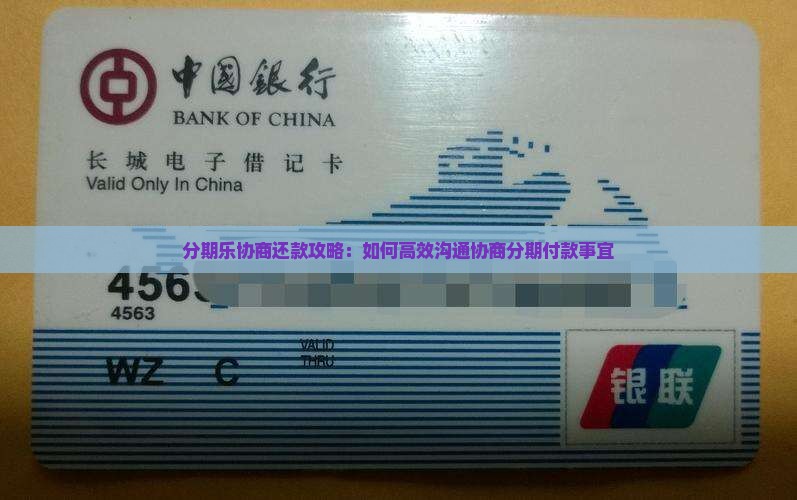 中国銀行
BANK OF CHINA
长城电子借记卡
Valid Only In China
分期乐协商还款攻略：如何高效沟通协商分期付款事宜
456
4563
VALID
THRU
WZ C
银联